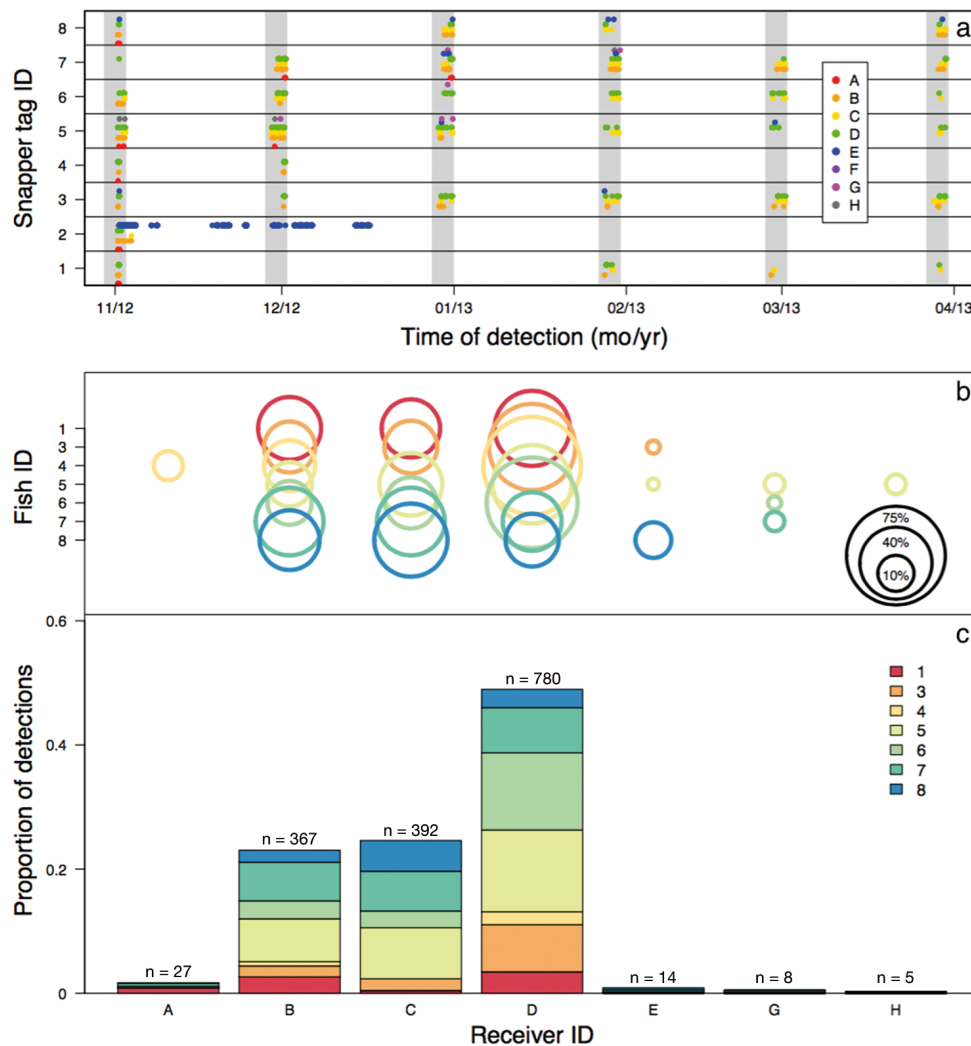 a
Snapper tag ID
8
7
6
5
4
3
2
1
A
B
C
D
E
F
G
H
11/12
12/12
01/13
02/13
03/13
04/13
Time of detection (mo/yr)
b
Fish ID
1
3
4
5
6
7
8
75%
40%
10%
c
Proportion of detections
0.6
0.4
0.2
0
n = 27
n = 367
n = 392
n = 780
n = 14
n = 8
n = 5
1
3
4
5
6
7
8
A
B
C
D
E
G
H
Receiver ID